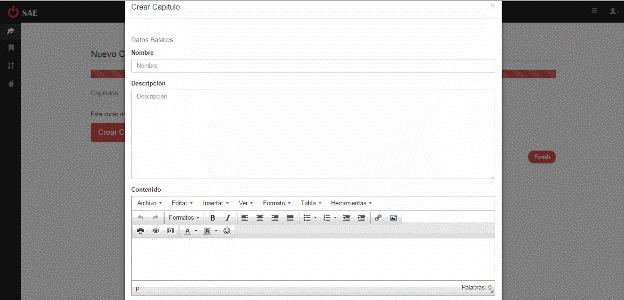 Crear Capitulo
×
SAE
Datos Basicos
Nuevo C
Nombre
Nombre
Descripción
Capitulos
Descripción
Este curso n
Crear C
Finish
Contenido
Archivo Editar Insertar Ver Formato Tabla Herramientas
Formatos B I
A A
p Palabras: 0